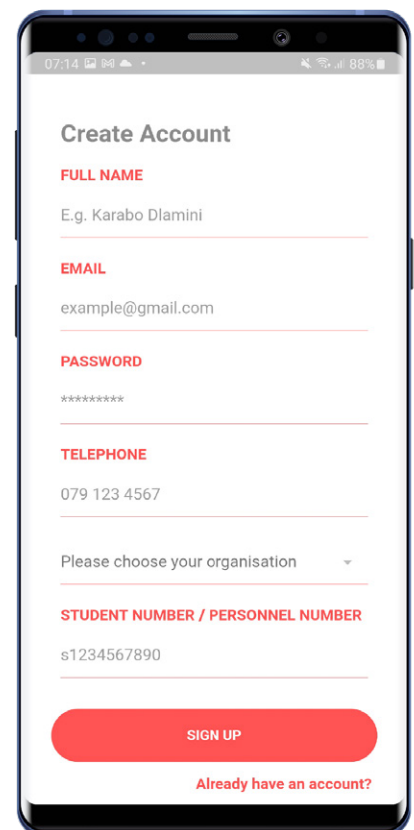 07:14 88%
Create Account
FULL NAME
E.g. Karabo Dlamini
EMAIL
example@gmail.com
PASSWORD
*********
TELEPHONE
079 123 4567
Please choose your organisation
STUDENT NUMBER / PERSONNEL NUMBER
s1234567890
SIGN UP
Already have an account?